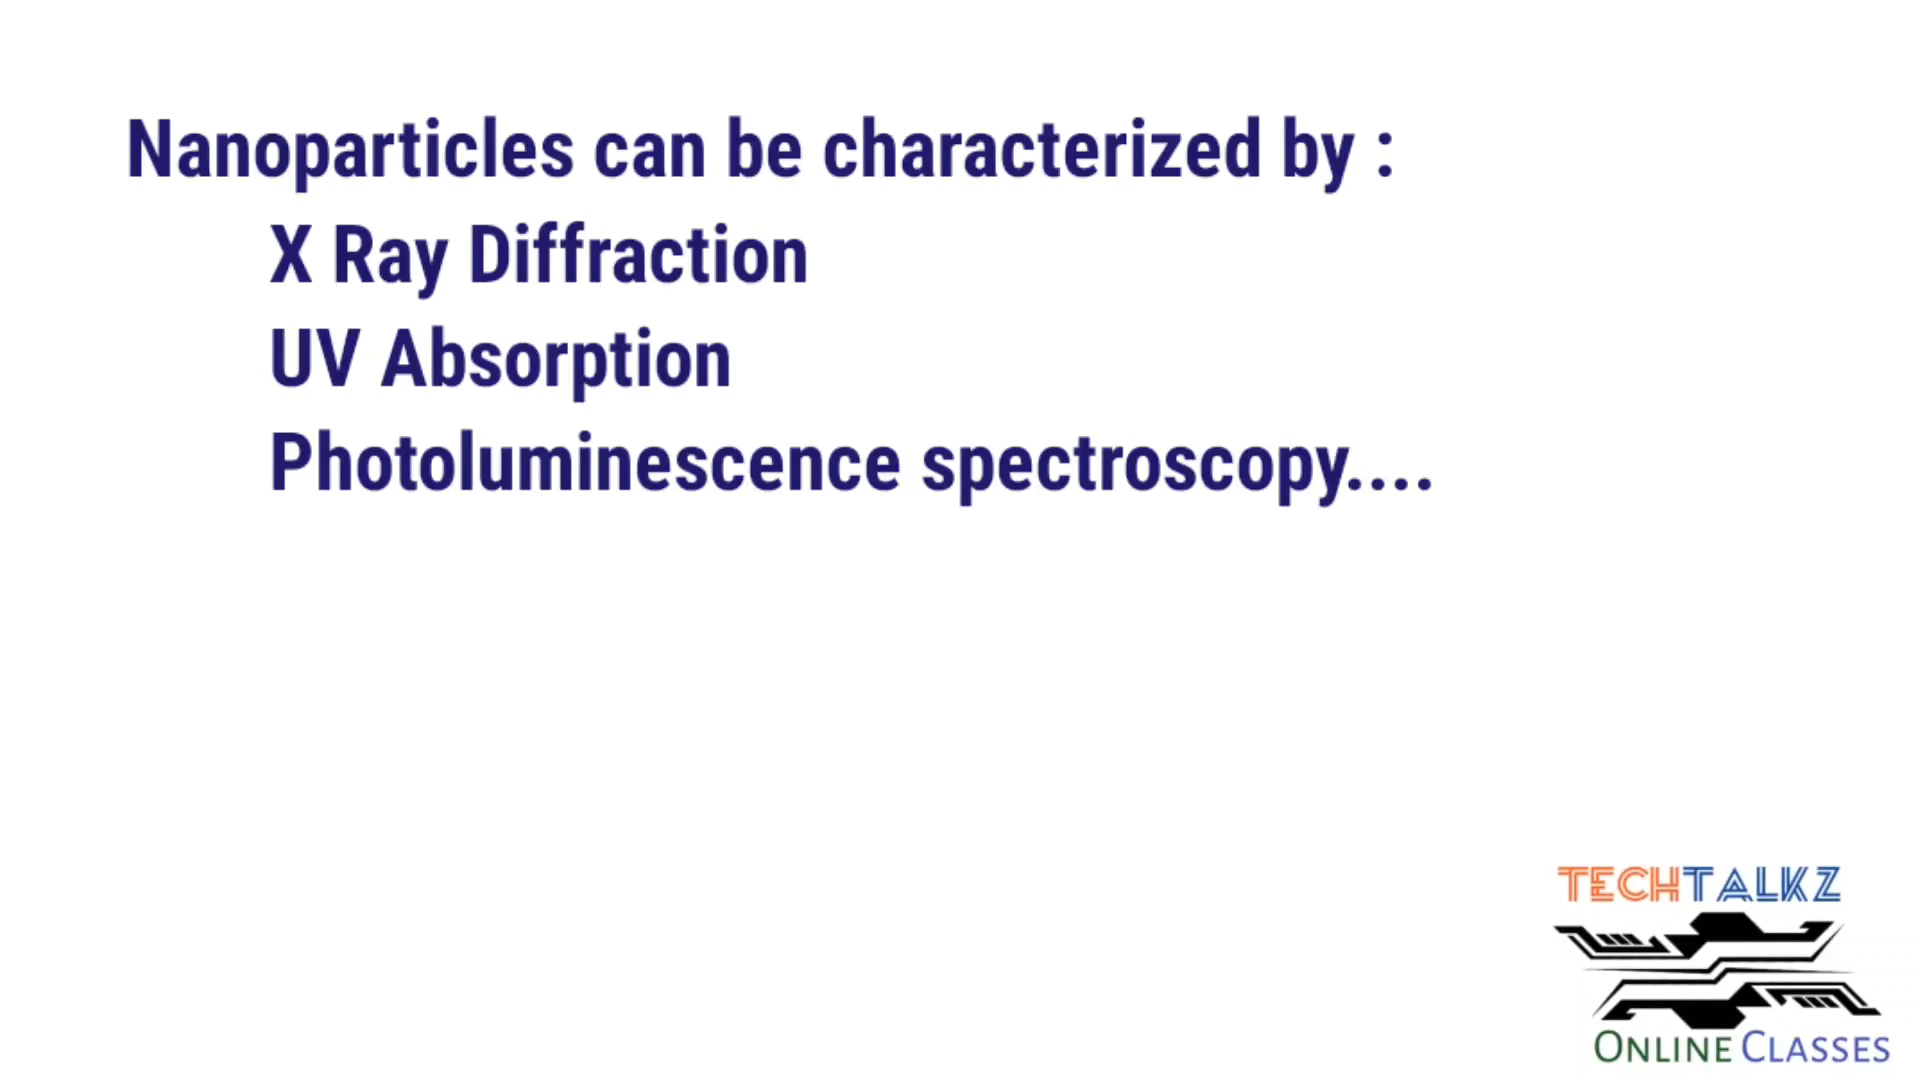 Nanoparticles can be characterized by :
X Ray Diffraction
UV Absorption
Photoluminescence spectroscopy....
TECHTALKZ
ONLINE CLASSES